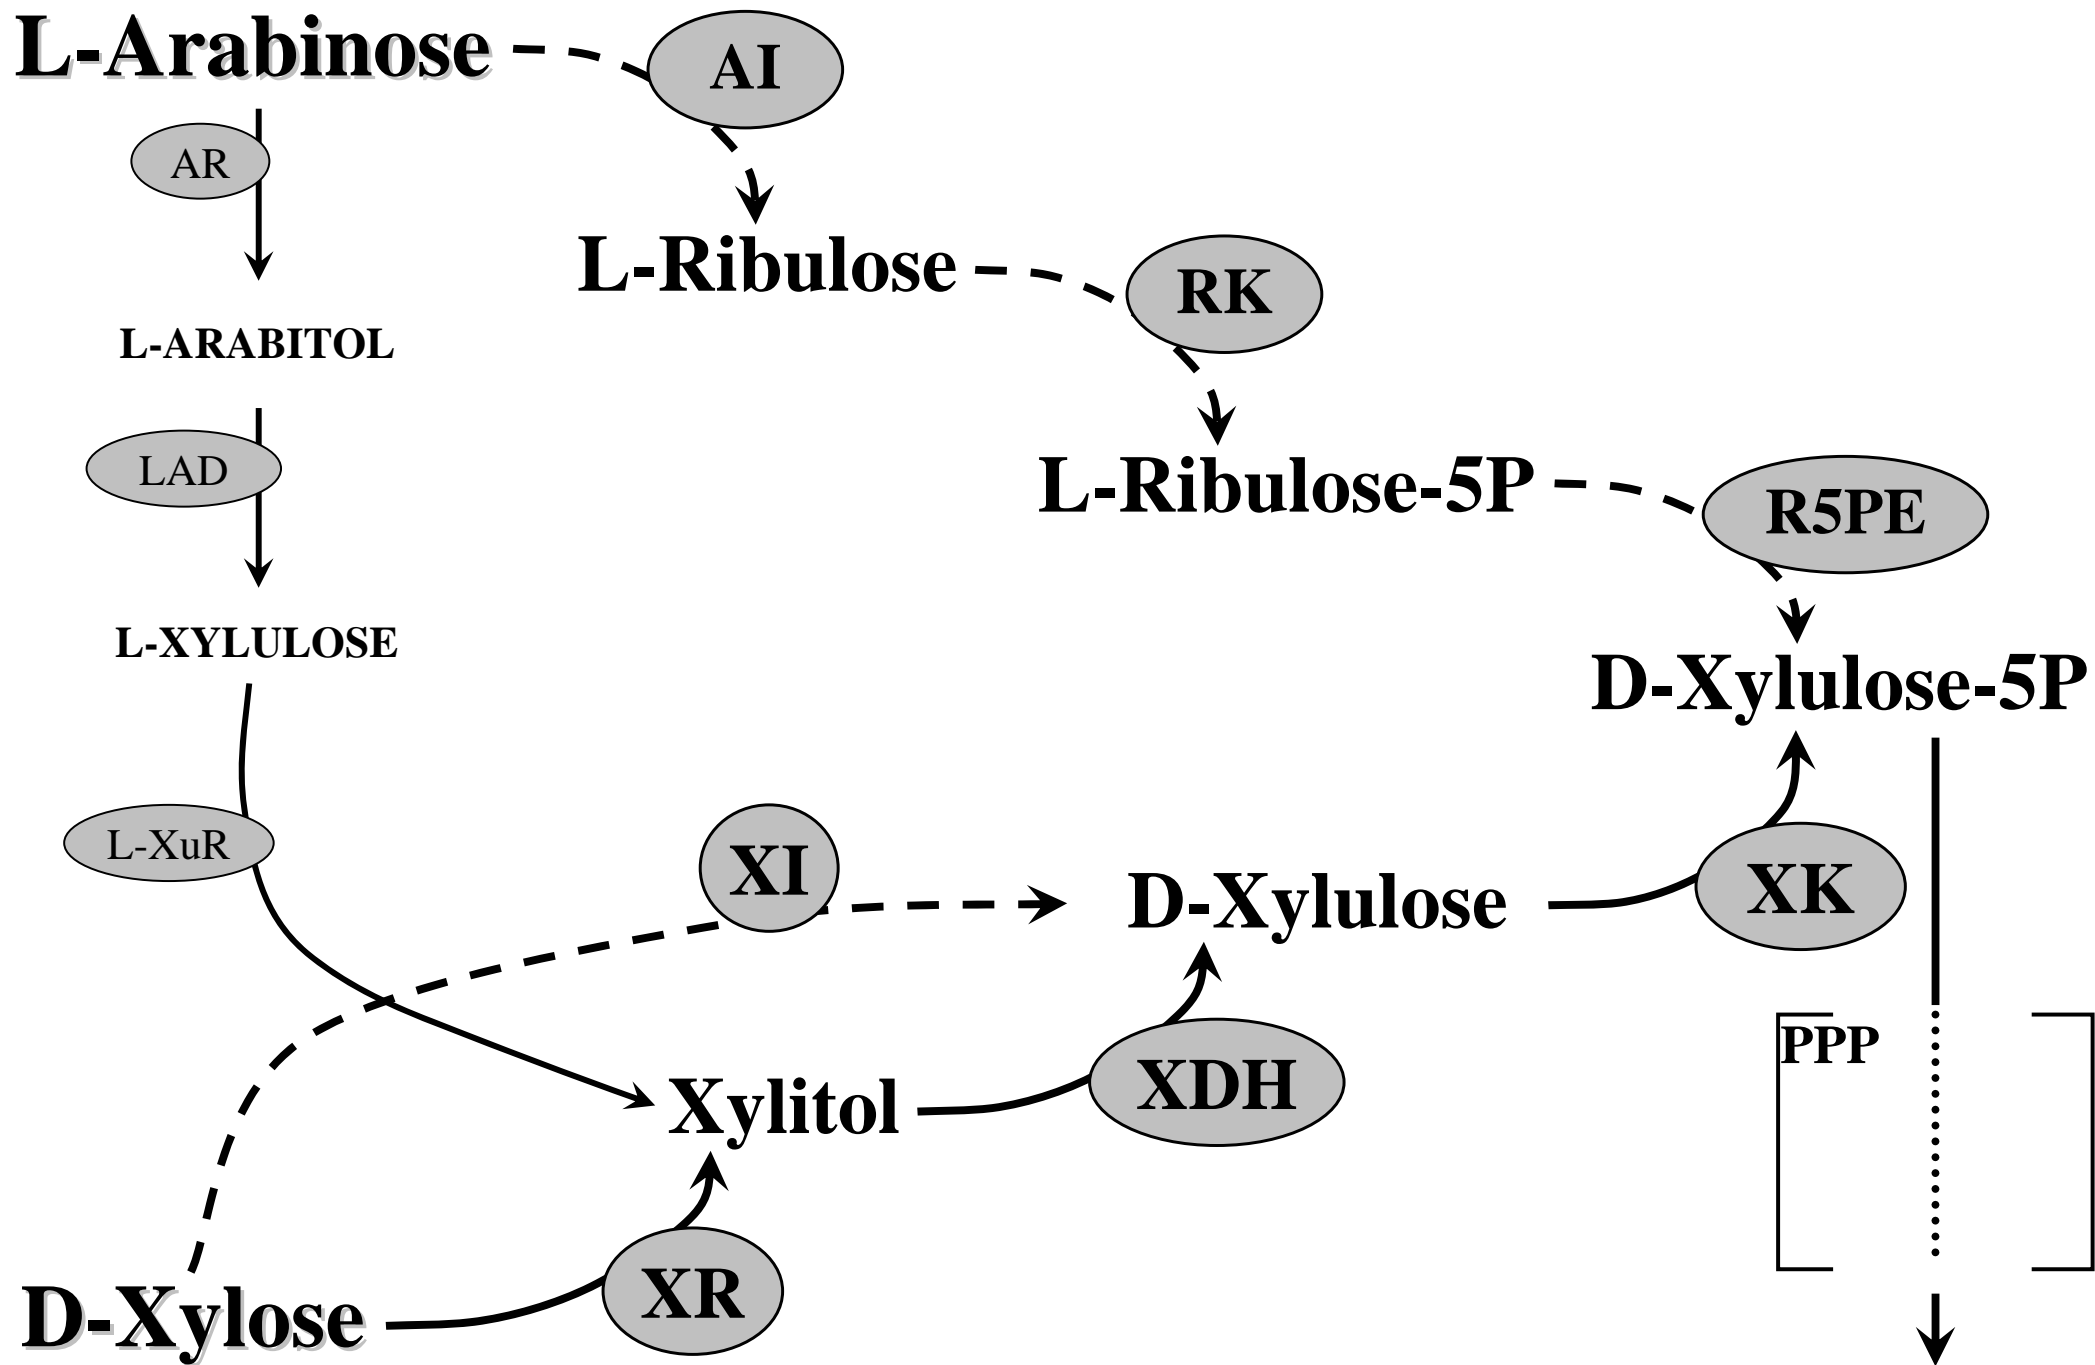 L-Arabinose
AI
AR
L-Ribulose
RK
L-ARABITOL
LAD
L-Ribulose-5P
R5PE
L-XYLULOSE
D-Xylulose-5P
L-XuR
XI
D-Xylulose
XK
PPP
Xylitol
XDH
D-Xylose
XR